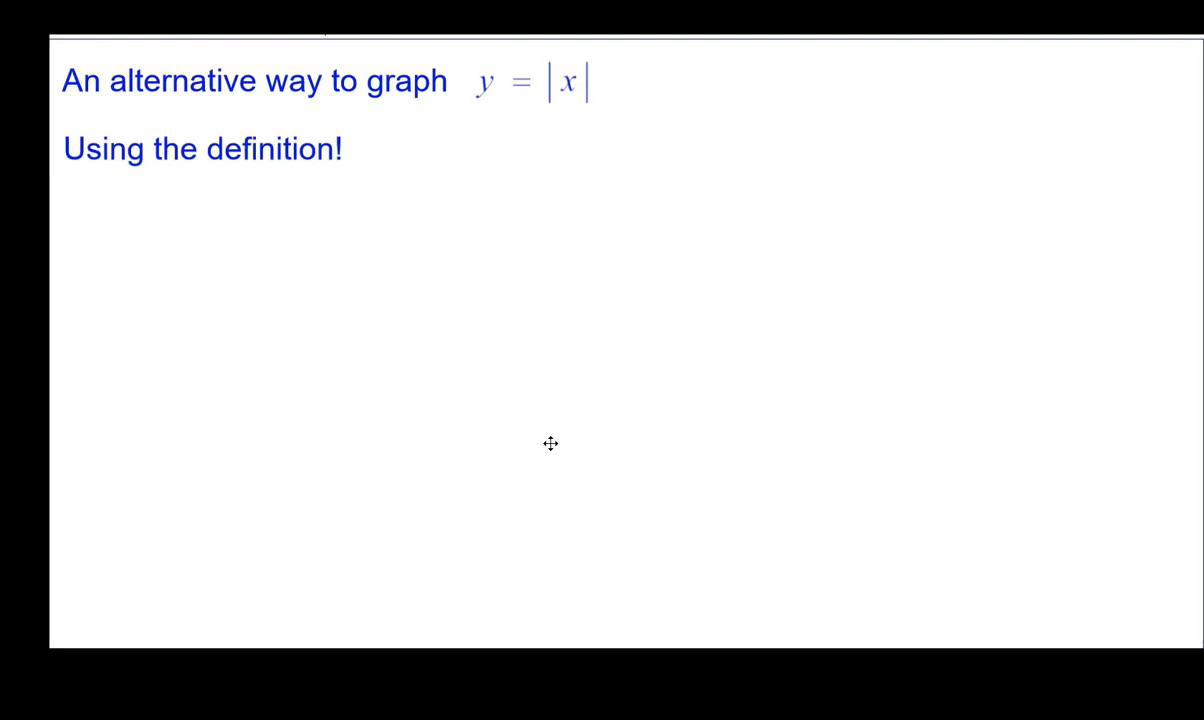 An alternative way to graph y = |x|
Using the definition!